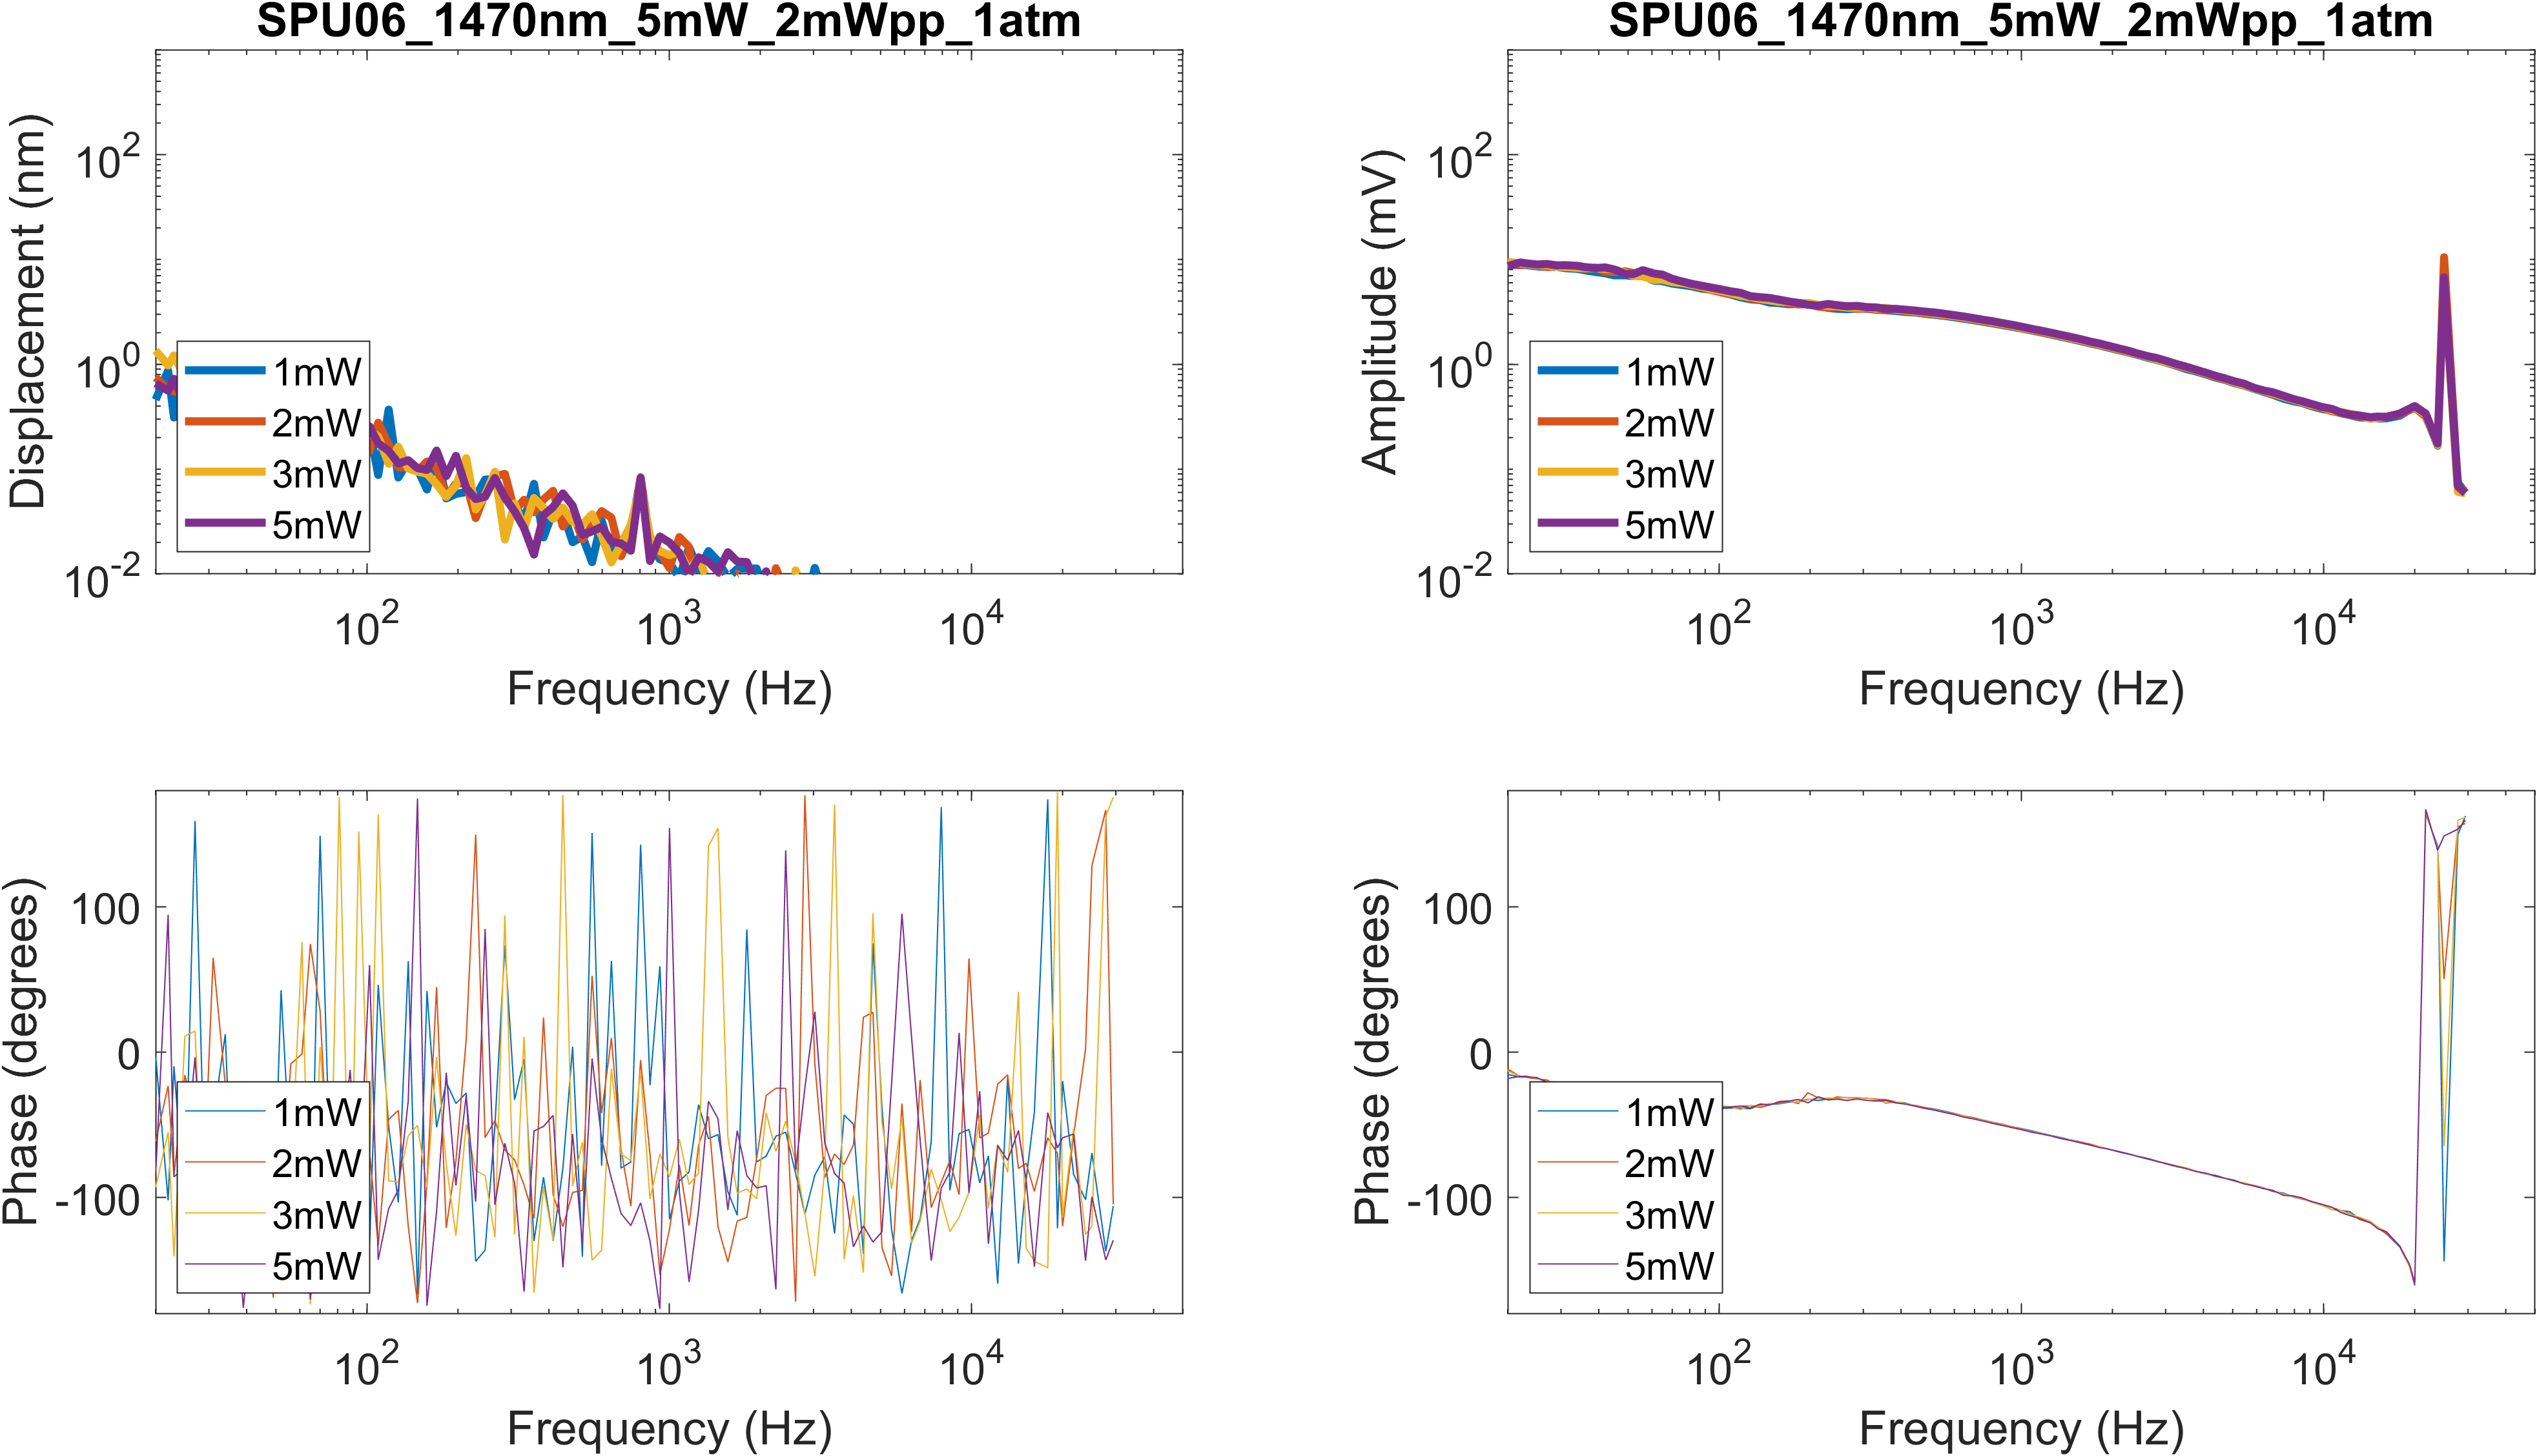 SPU06_1470nm_5mW_2mWpp_1atm
Displacement (nm)
10^2
10^0
10^-2
1mW
2mW
3mW
5mW
10^2 10^3 10^4
Frequency (Hz)
SPU06_1470nm_5mW_2mWpp_1atm
Amplitude (mV)
10^2
10^0
10^-2
1mW
2mW
3mW
5mW
10^2 10^3 10^4
Frequency (Hz)
Phase (degrees)
100
0
-100
1mW
2mW
3mW
5mW
10^2 10^3 10^4
Frequency (Hz)
Phase (degrees)
100
0
-100
1mW
2mW
3mW
5mW
10^2 10^3 10^4
Frequency (Hz)